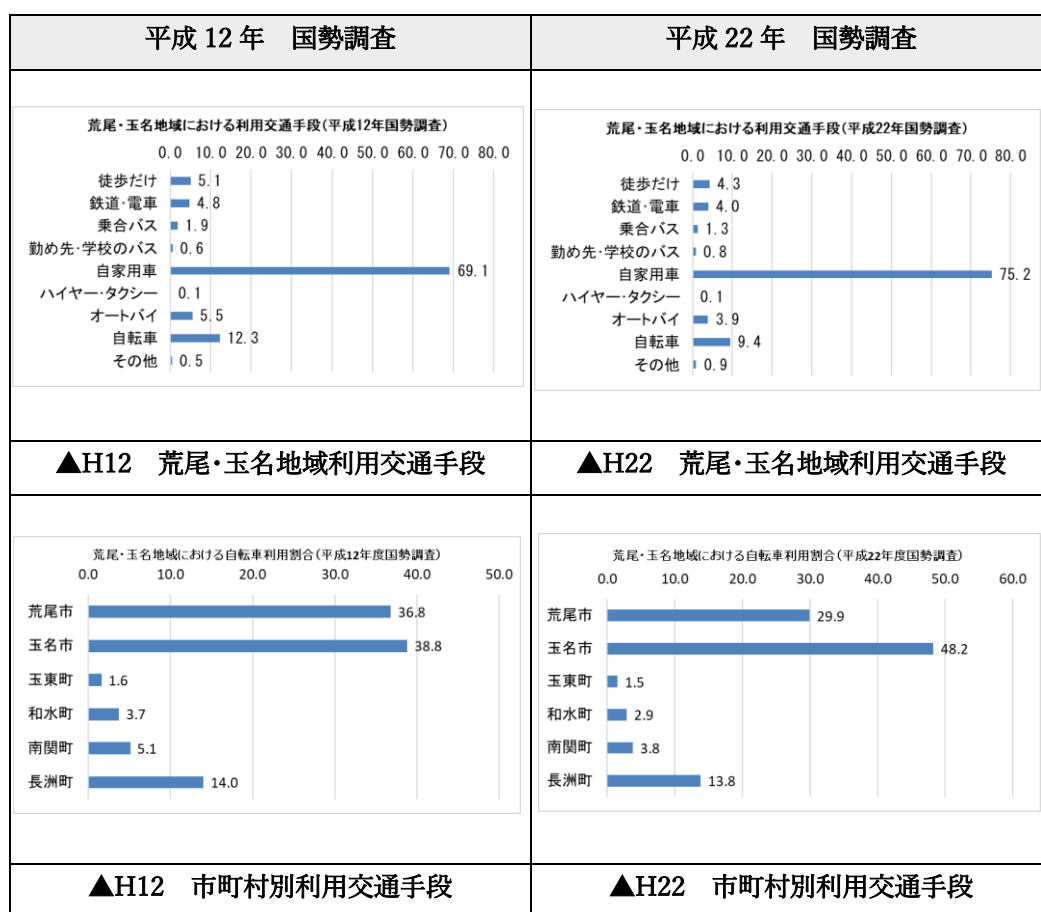 平成 12 年　国勢調査
平成 22 年　国勢調査
荒尾・玉名地域における利用交通手段(平成12年国勢調査)
0.0 10.0 20.0 30.0 40.0 50.0 60.0 70.0 80.0
徒歩だけ 5.1
鉄道・電車 4.8
乗合バス 1.9
勤め先・学校のバス 0.6
自家用車 69.1
ハイヤー・タクシー 0.1
オートバイ 5.5
自転車 12.3
その他 0.5
荒尾・玉名地域における利用交通手段(平成22年国勢調査)
0.0 10.0 20.0 30.0 40.0 50.0 60.0 70.0 80.0
徒歩だけ 4.3
鉄道・電車 4.0
乗合バス 1.3
勤め先・学校のバス 0.8
自家用車 75.2
ハイヤー・タクシー 0.1
オートバイ 3.9
自転車 9.4
その他 0.9
▲H12　荒尾・玉名地域利用交通手段
▲H22　荒尾・玉名地域利用交通手段
荒尾・玉名地域における自転車利用割合(平成12年度国勢調査)
0.0 10.0 20.0 30.0 40.0 50.0
荒尾市 36.8
玉名市 38.8
玉東町 1.6
和水町 3.7
南関町 5.1
長洲町 14.0
荒尾・玉名地域における自転車利用割合(平成22年度国勢調査)
0.0 10.0 20.0 30.0 40.0 50.0 60.0
荒尾市 29.9
玉名市 48.2
玉東町 1.5
和水町 2.9
南関町 3.8
長洲町 13.8
▲H12　市町村別利用交通手段
▲H22　市町村別利用交通手段